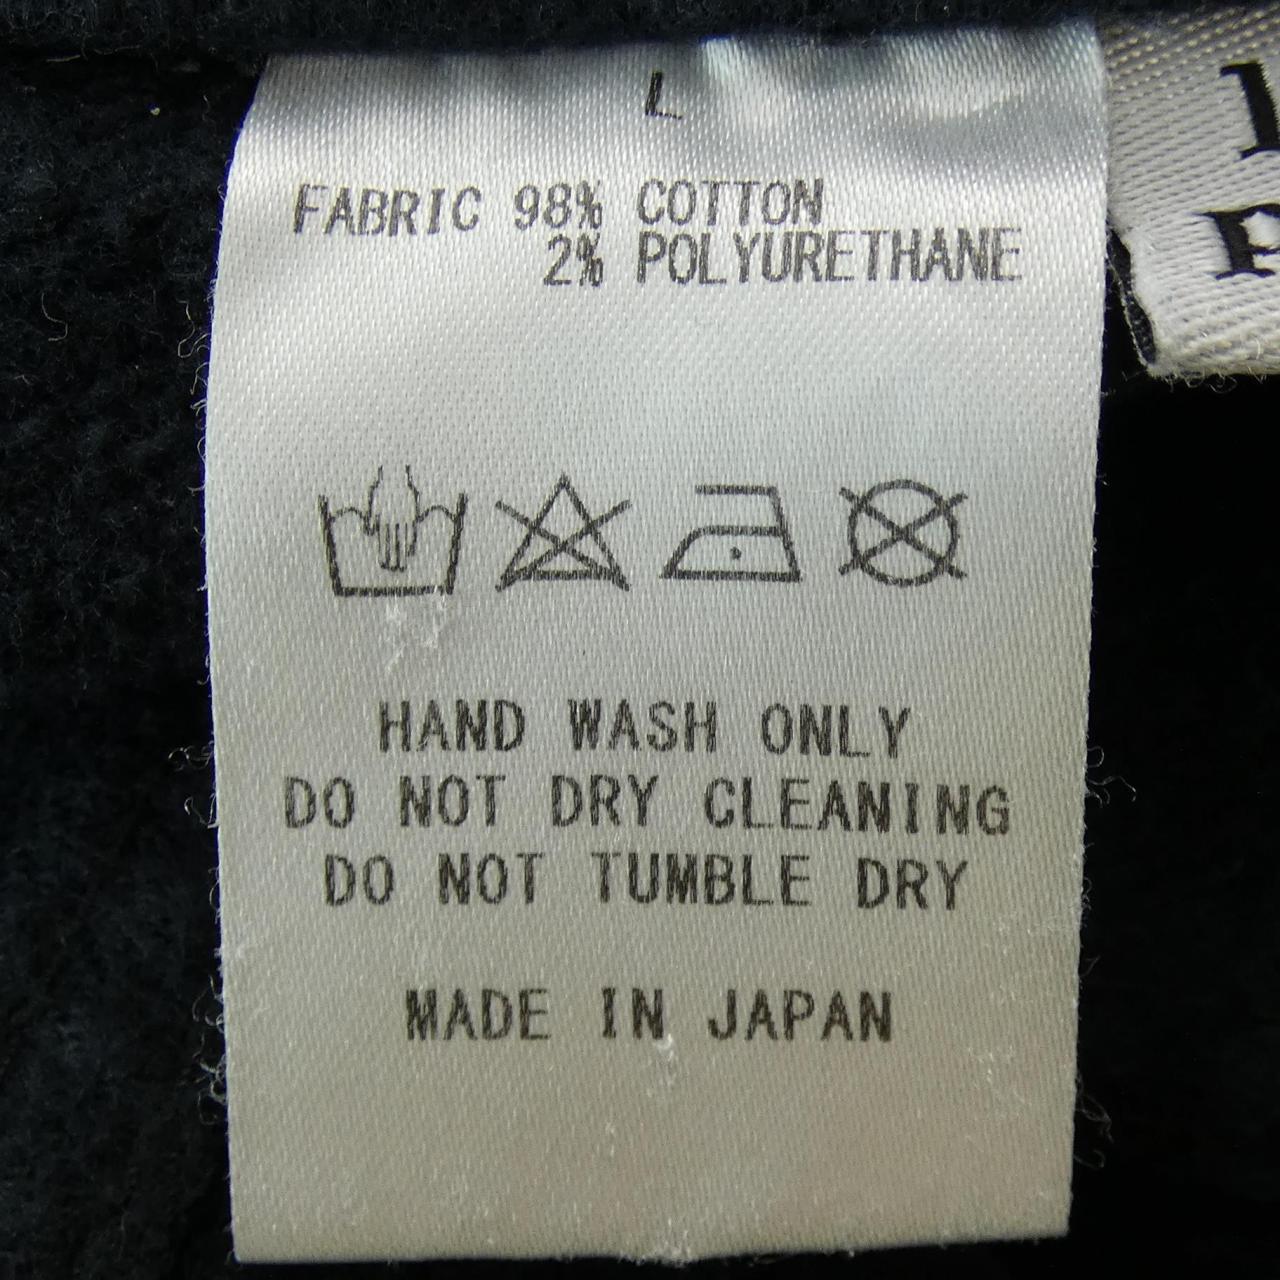 L
FABRIC 98% COTTON
2% POLYURETHANE
HAND WASH ONLY
DO NOT DRY CLEANING
DO NOT TUMBLE DRY
MADE IN JAPAN